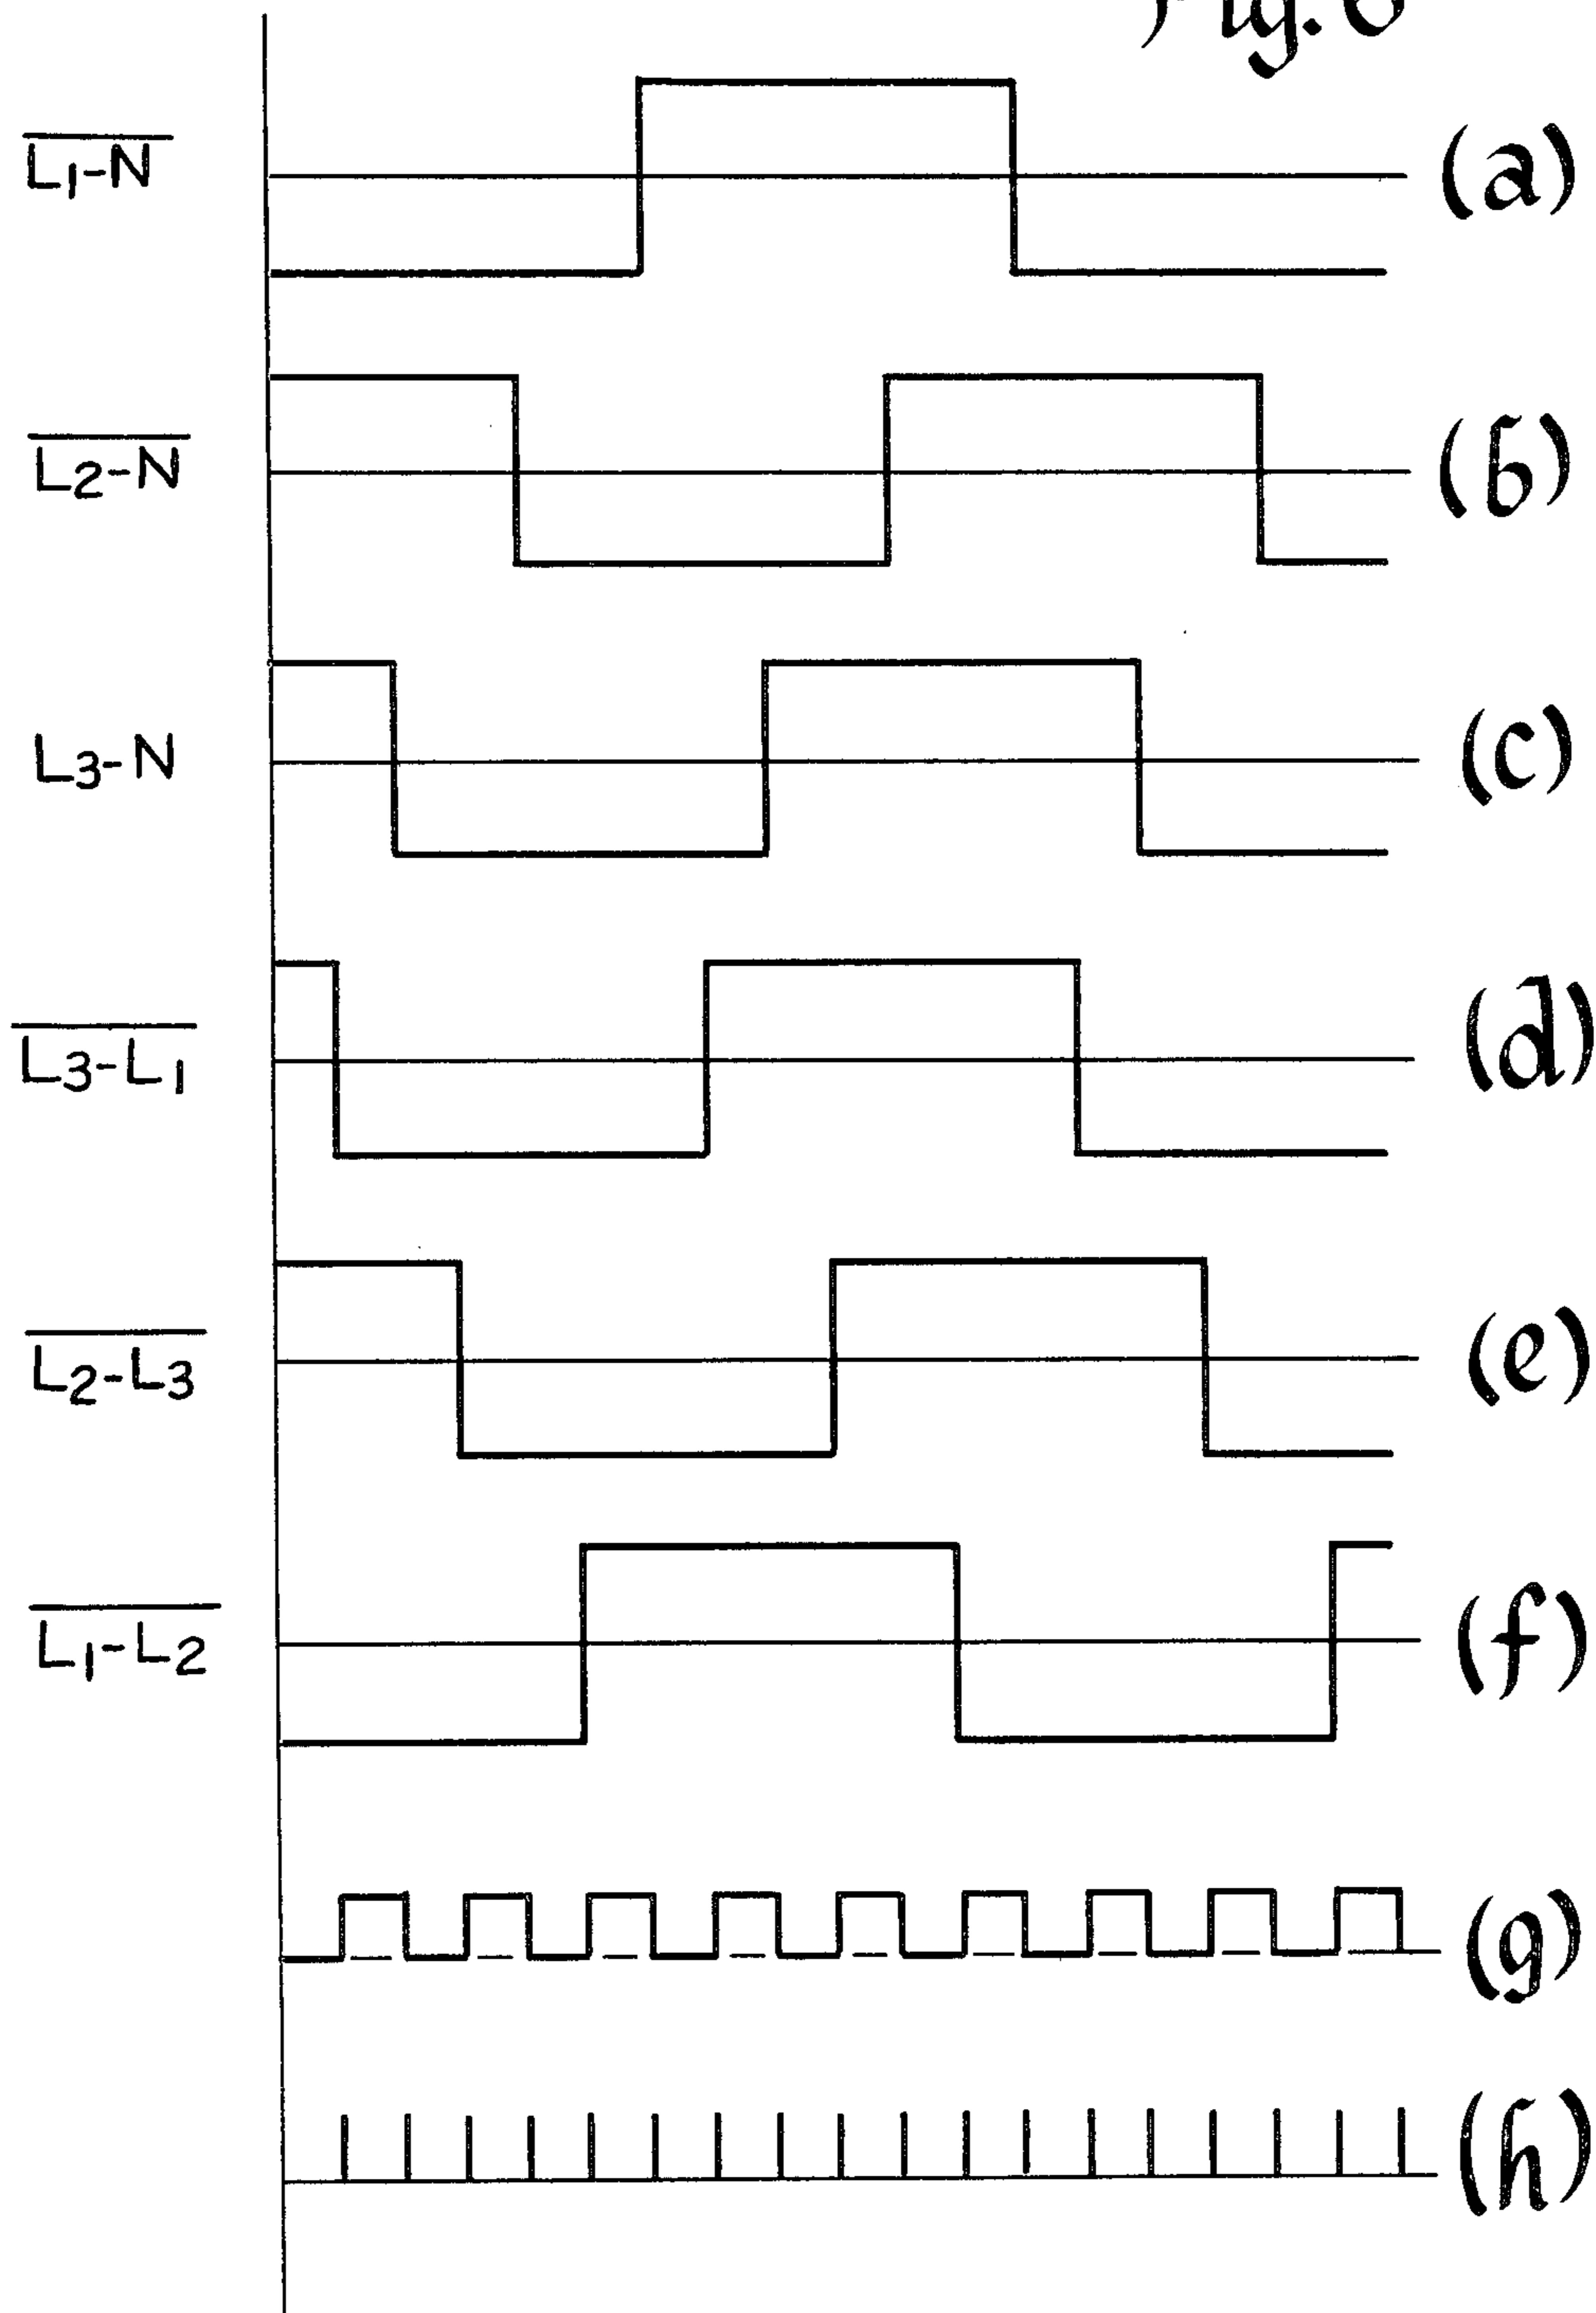 Fig. 6
L1-N (a)
L2-N (b)
L3-N (c)
L3-L1 (d)
L2-L3 (e)
L1-L2 (f)
(g)
(h)